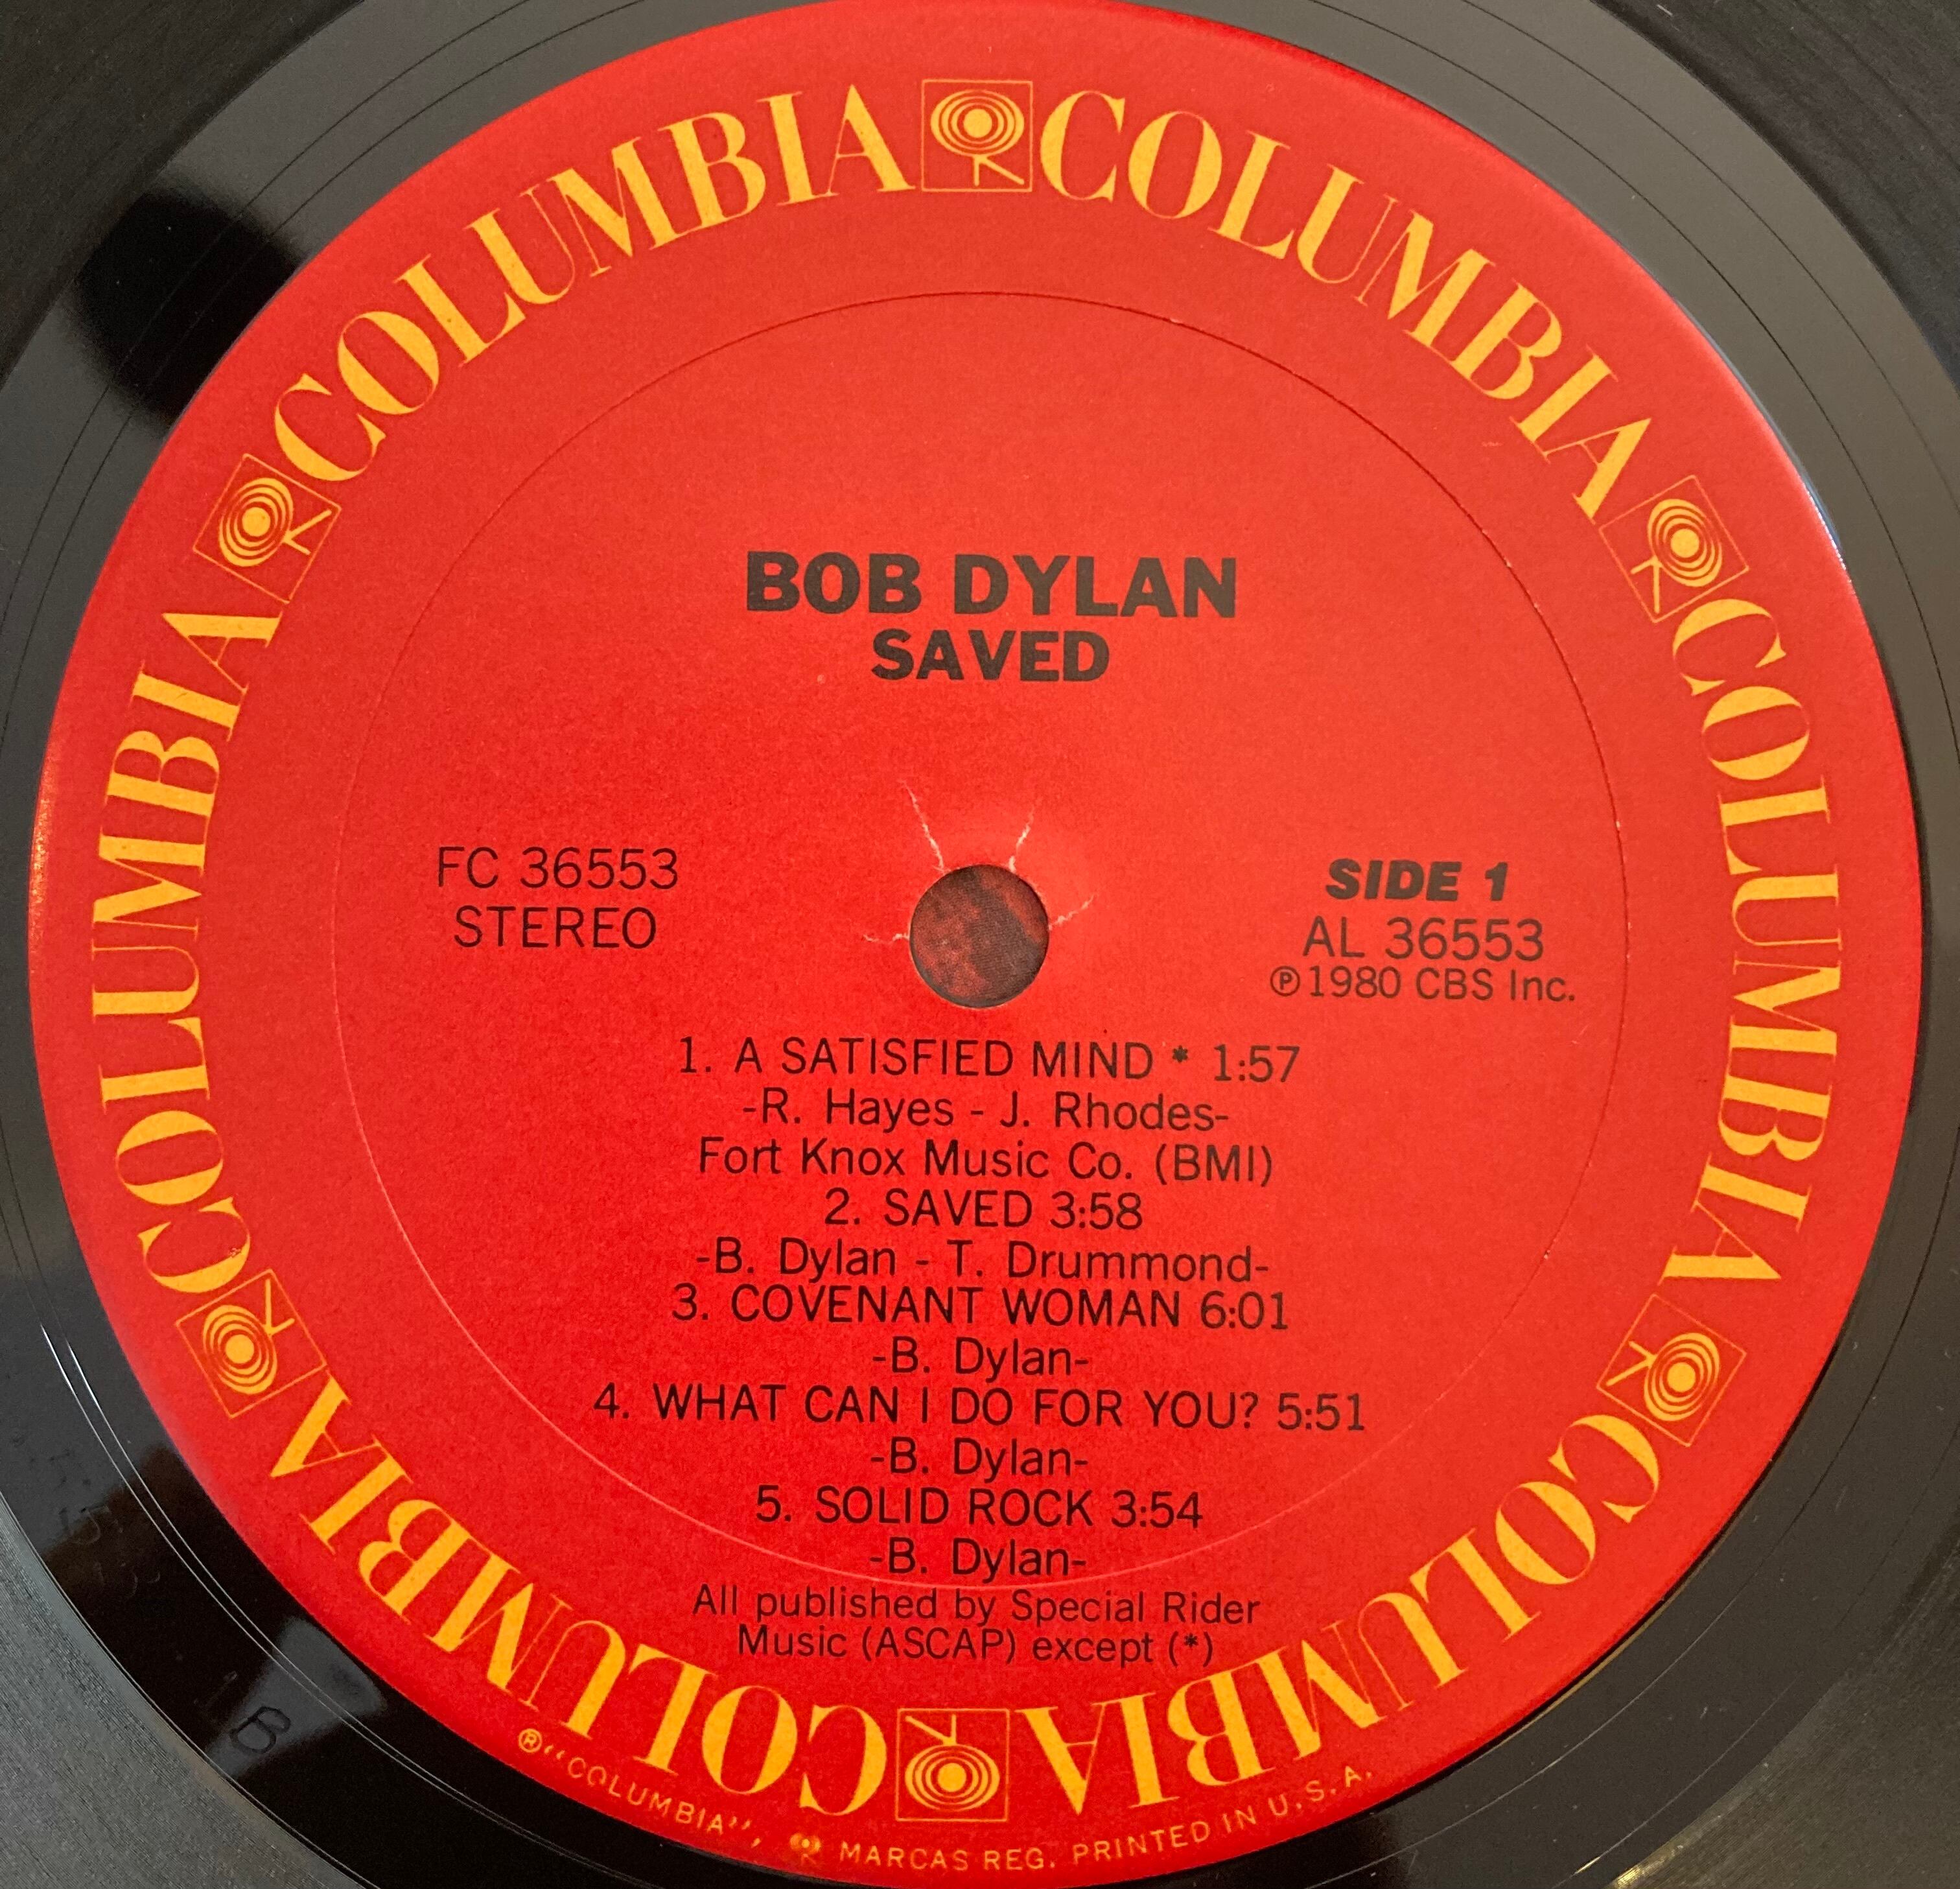 COLUMBIA COLUMBIA COLUMBIA COLUMBIA COLUMBIA COLUMBIA
BOB DYLAN
SAVED
FC 36553
STEREO
SIDE 1
AL 36553
℗1980 CBS Inc.
1. A SATISFIED MIND * 1:57
-R. Hayes - J. Rhodes-
Fort Knox Music Co. (BMI)
2. SAVED 3:58
-B. Dylan - T. Drummond-
3. COVENANT WOMAN 6:01
-B. Dylan-
4. WHAT CAN I DO FOR YOU? 5:51
-B. Dylan-
5. SOLID ROCK 3:54
-B. Dylan-
All published by Special Rider
Music (ASCAP) except (*)
®"COLUMBIA", MARCAS REG. PRINTED IN U.S.A.
B